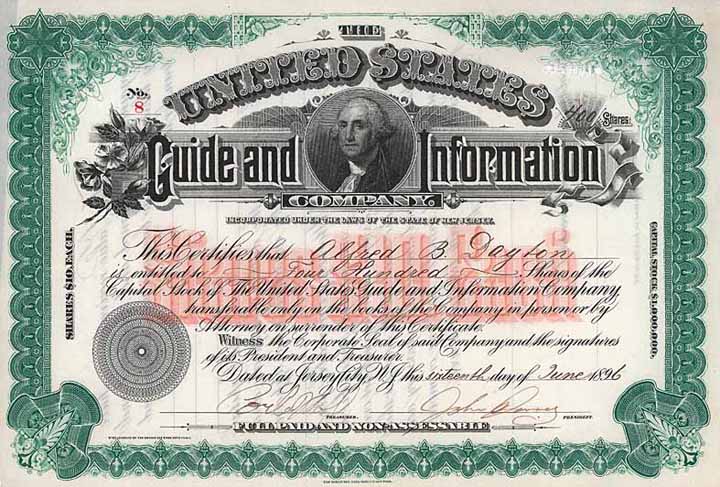 THE
UNITED STATES
No.
8
400 Shares.
Guide and Information
COMPANY.
INCORPORATED UNDER THE LAWS OF THE STATE OF NEW JERSEY.
SHARES $10. EACH.
CAPITAL STOCK $1,000,000.
This Certifies that Alfred B. Dayton
is entitled to Four Hundred Shares of the
Capital Stock of The United States Guide and Information Company,
transferable only on the books of the Company in person or by
Attorney on surrender of this Certificate.
Witness the Corporate Seal of said Company and the signatures
of its President and Treasurer.
Dated at Jersey City N.J. this sixteenth day of June 1896
John
TREASURER.
PRESIDENT.
FULL PAID AND NON-ASSESSABLE